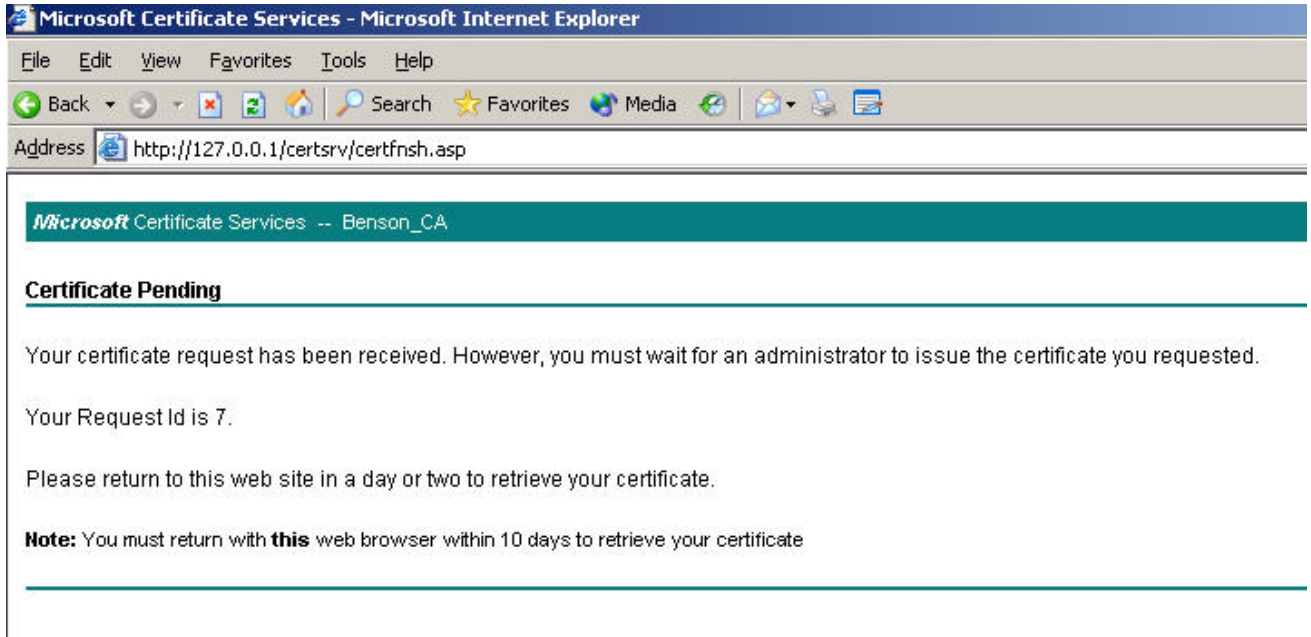 Microsoft Certificate Services - Microsoft Internet Explorer
File Edit View Favorites Tools Help
Back Search Favorites Media
Address http://127.0.0.1/certsrv/certfnsh.asp
Microsoft Certificate Services -- Benson_CA
Certificate Pending
Your certificate request has been received. However, you must wait for an administrator to issue the certificate you requested.
Your Request Id is 7.
Please return to this web site in a day or two to retrieve your certificate.
Note: You must return with this web browser within 10 days to retrieve your certificate